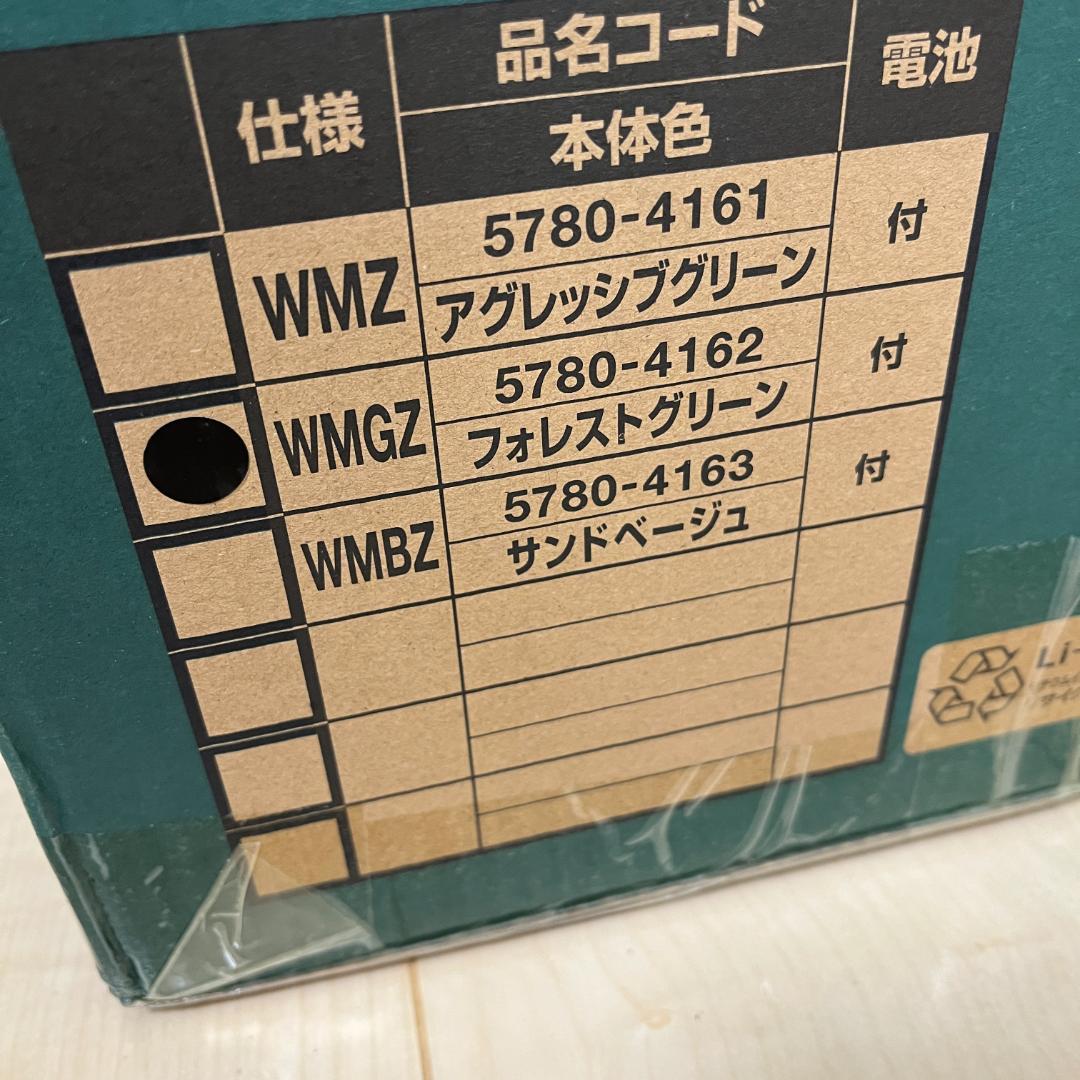 仕様
品名コード
本体色
電池
WMZ
5780-4161
アグレッシブグリーン
付
WMGZ
5780-4162
フォレストグリーン
付
WMBZ
5780-4163
サンドベージュ
付
Li-